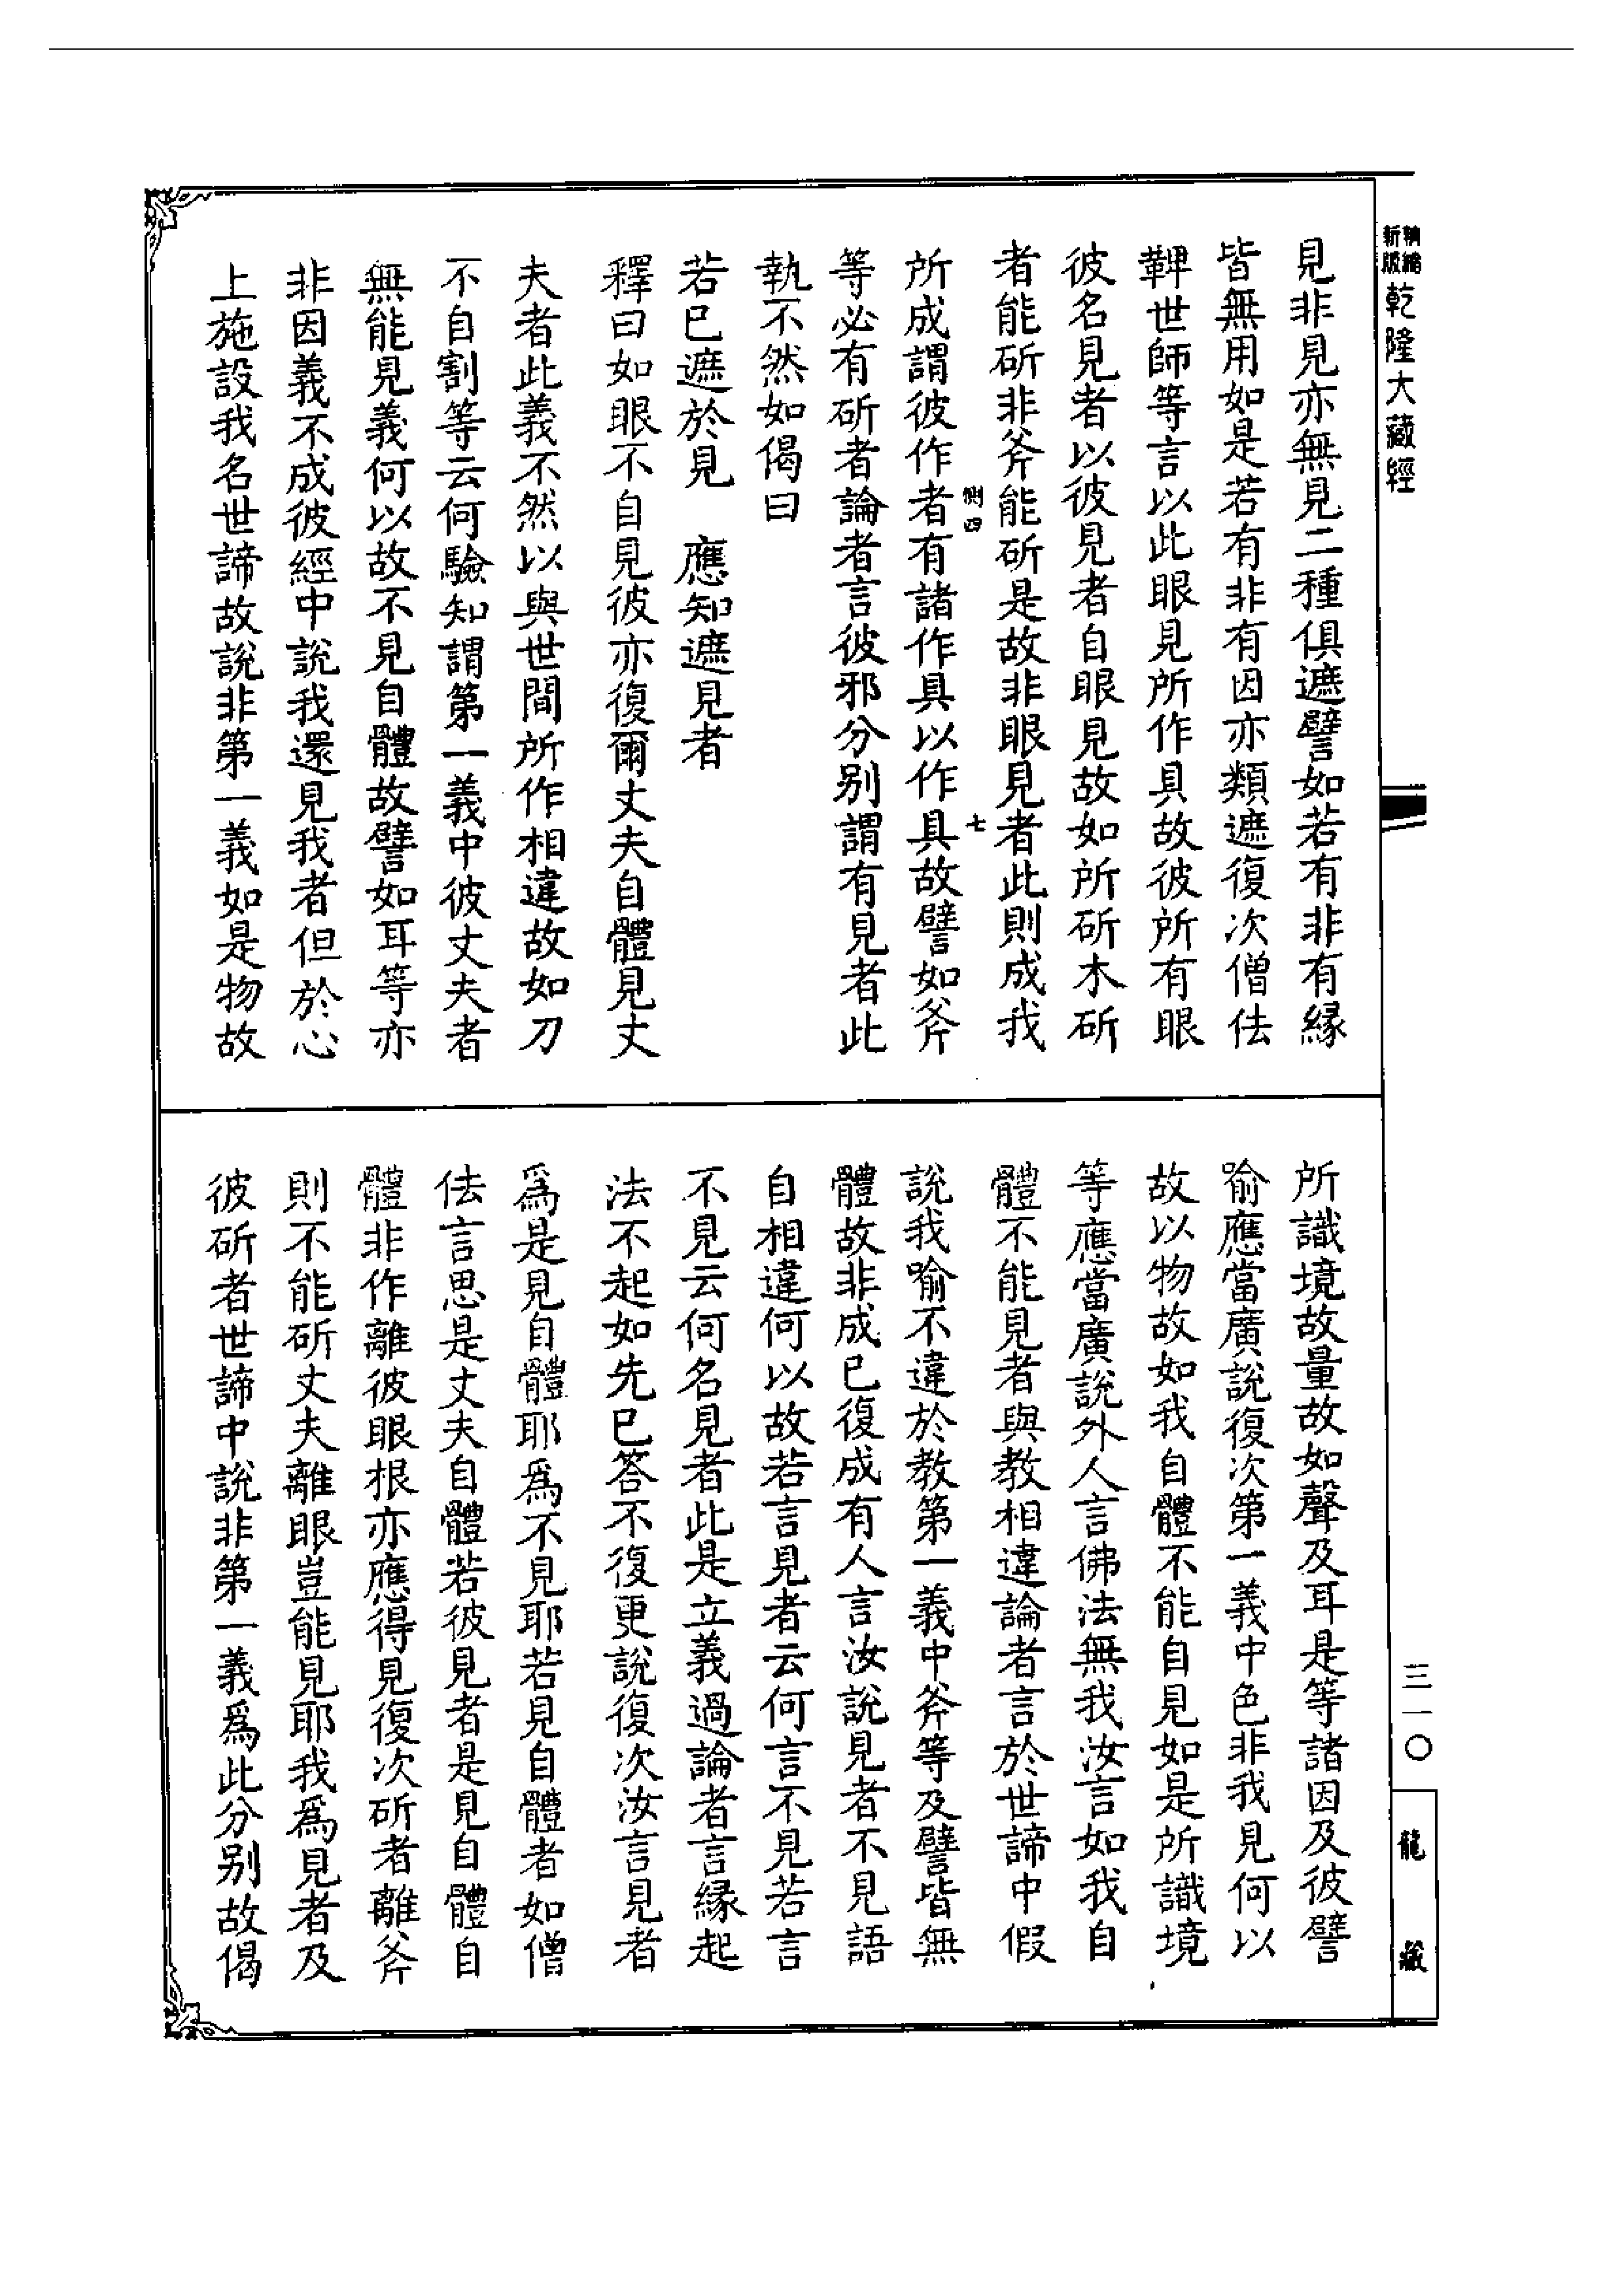 新版精縮乾隆大藏經
見非見亦無見二種俱遮譬如若有非有緣
皆無用如是若有非有因亦類遮復次僧佉
鞞世師等言以此眼見所作具故彼所有眼
彼名見者以彼見者自眼見故如所斫木斫
者能斫非斧能斫是故非眼見者此則成我
側四 七
所成謂彼作者有諸作具以作具故譬如斧
等必有斫者論者言彼邪分別謂有見者此
執不然如偈曰
若已遮於見 應知遮見者
釋曰如眼不自見彼亦復爾丈夫自體見丈
夫者此義不然以與世間所作相違故如刀
不自割等云何驗知謂第一義中彼丈夫者
無能見義何以故不見自體故譬如耳等亦
非因義不成彼經中說我還見我者但於心
上施設我名世諦故說非第一義如是物故
所識境故量故如聲及耳是等諸因及彼譬
喻應當廣說復次第一義中色非我見何以
故以物故如我自體不能自見如是所識境
等應當廣說外人言佛法無我汝言如我自
體不能見者與教相違論者言於世諦中假
說我喻不違於教第一義中斧等及譬皆無
體故非成已復成有人言汝說見者不見語
自相違何以故若言見者云何言不見若言
不見云何名見者此是立義過論者言緣起
法不起如先已答不復更說復次汝言見者
爲是見自體耶爲不見耶若見自體者如僧
佉言思是丈夫自體若彼見者是見自體自
體非作離彼眼根亦應得見復次斫者離斧
則不能斫丈夫離眼豈能見耶我爲見者及
彼斫者世諦中說非第一義爲此分別故偈
三一〇
龍藏